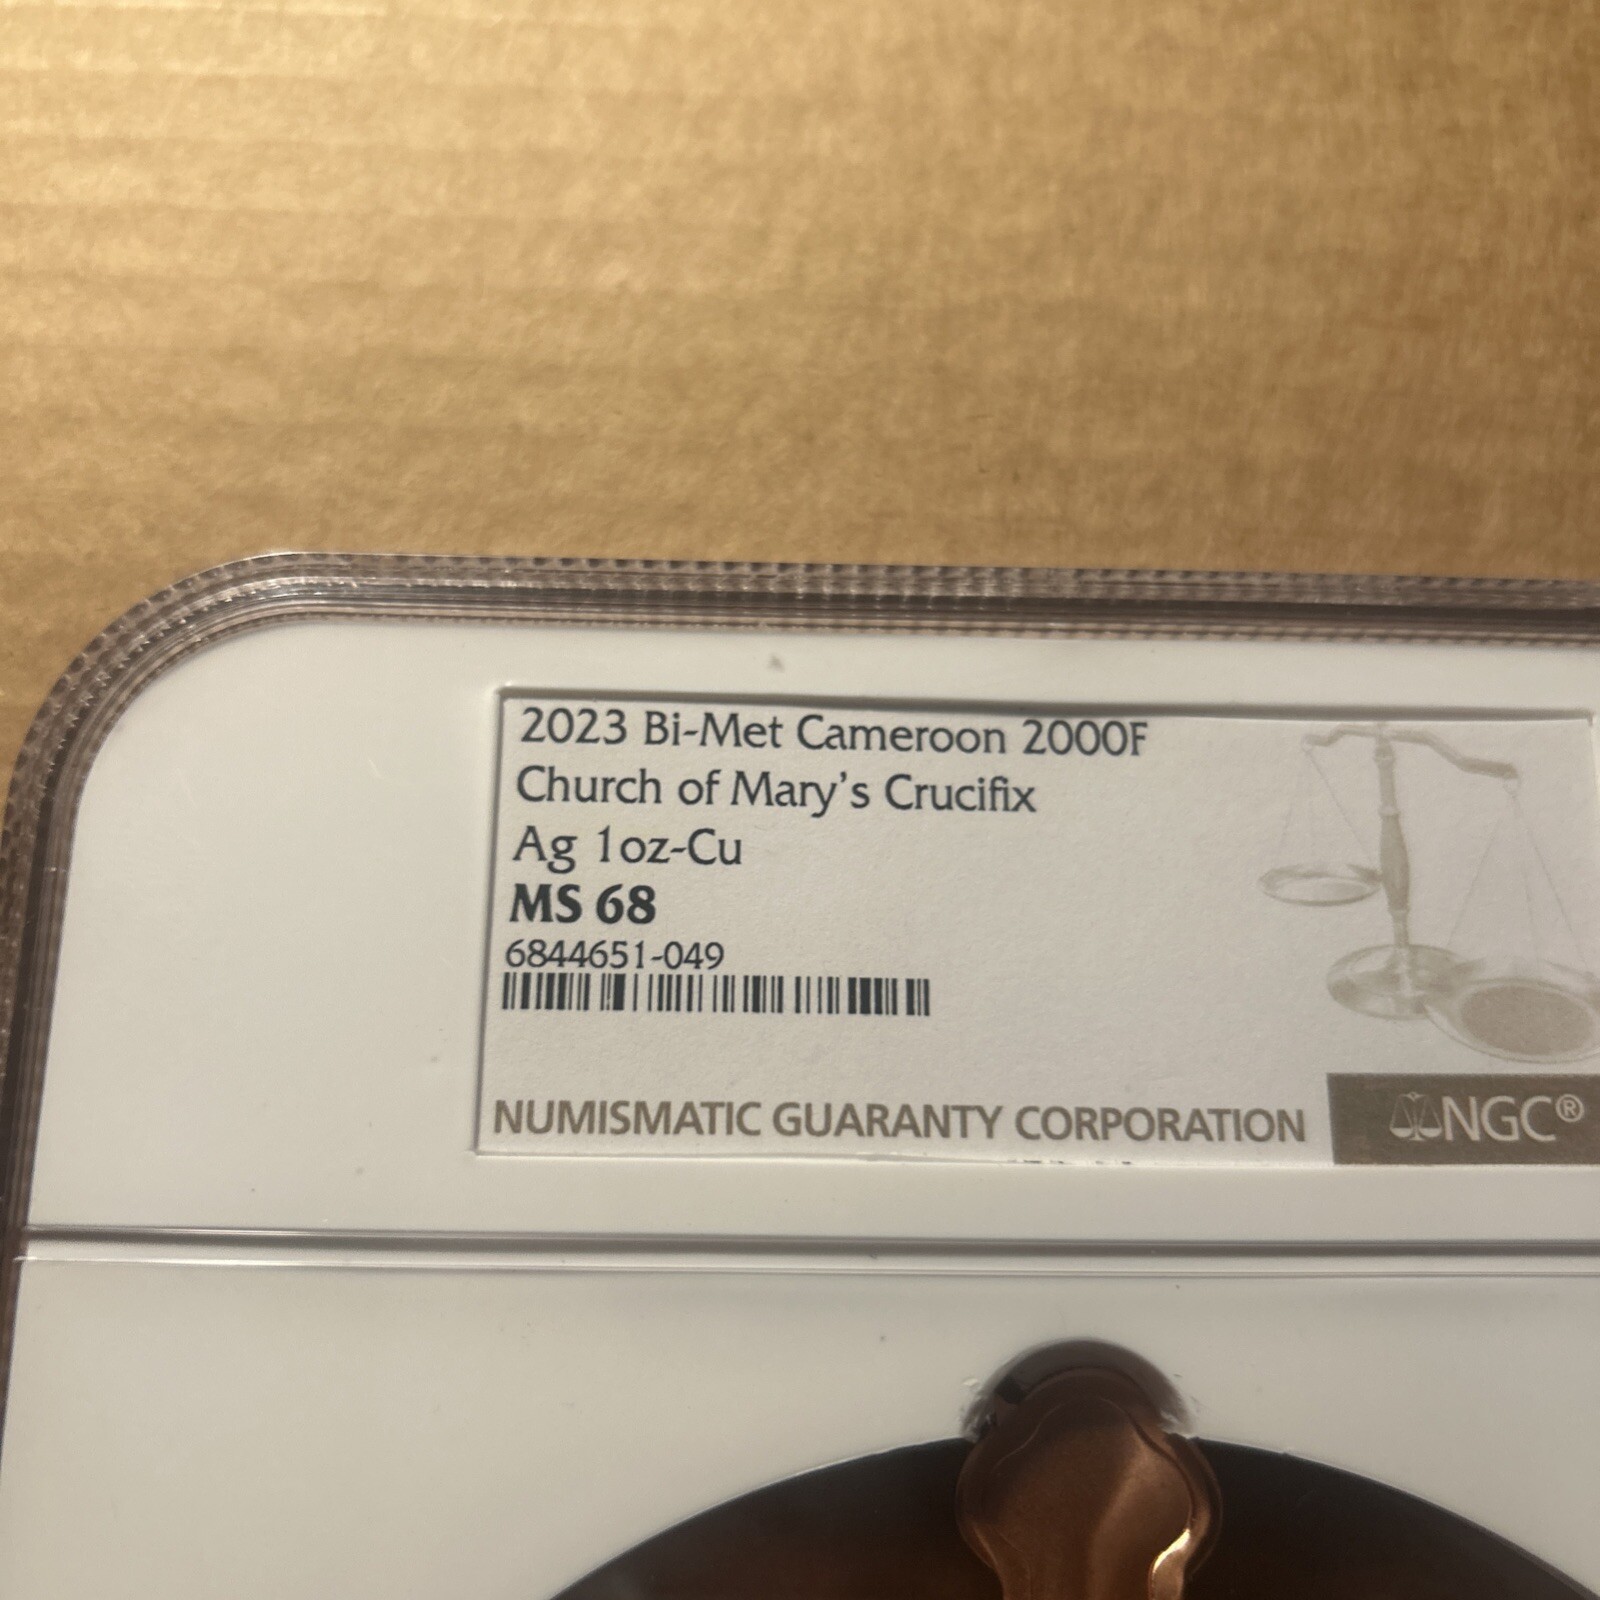 2023 Bi-Met Cameroon 2000F
Church of Mary's Crucifix
Ag 1oz-Cu
MS 68
6844651-049
NUMISMATIC GUARANTY CORPORATION
NGC®